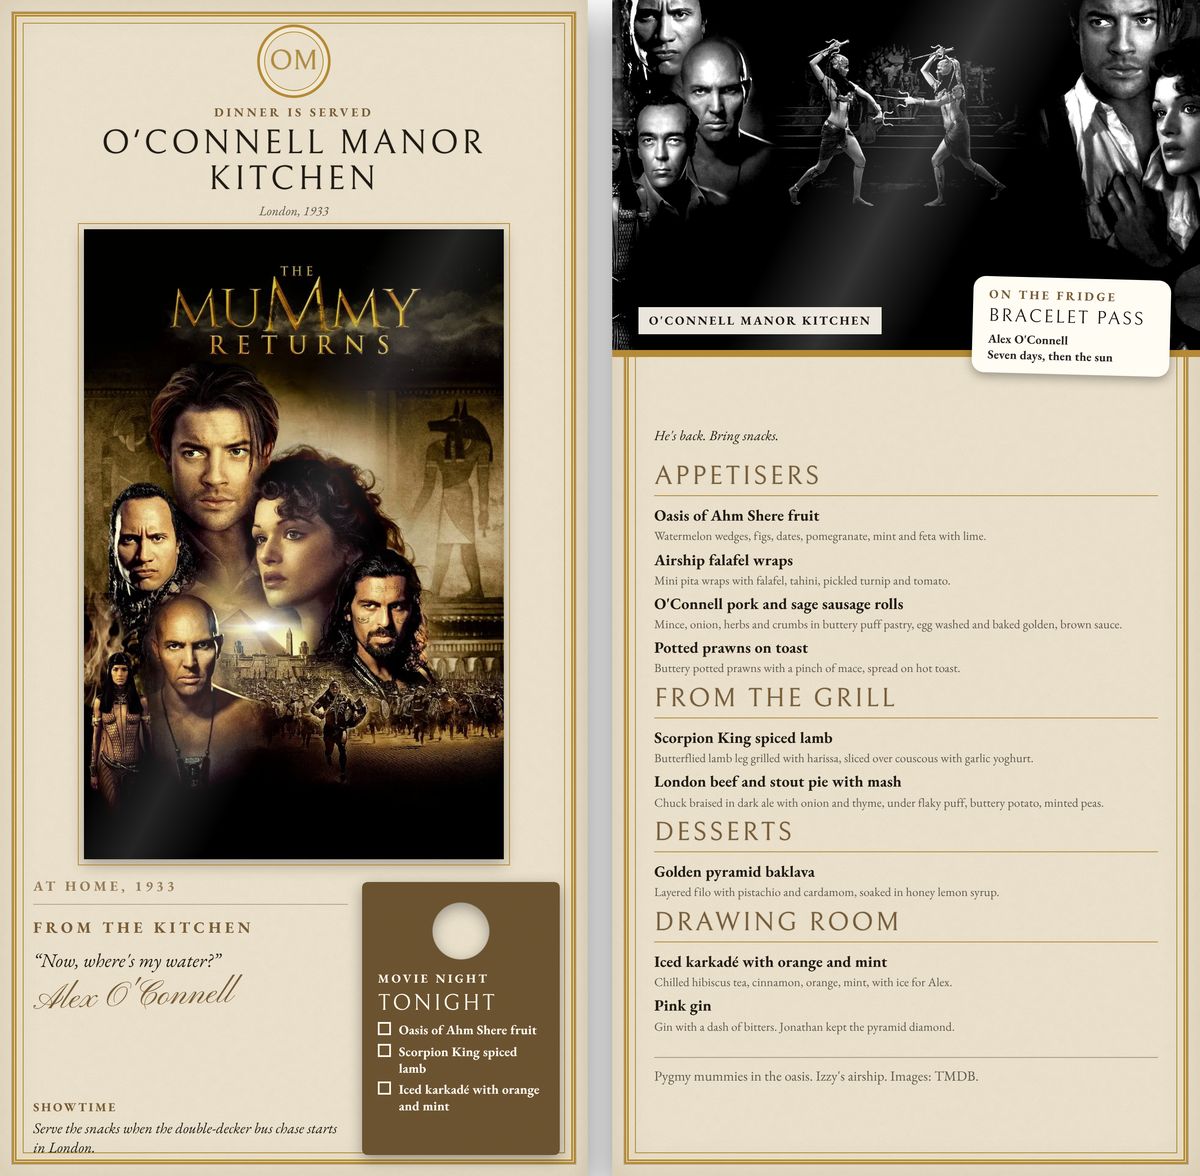 OM
DINNER IS SERVED
O'CONNELL MANOR
KITCHEN
London, 1933
THE
MUMMY
RETURNS
AT HOME, 1933
FROM THE KITCHEN
“Now, where's my water?”
Alex O'Connell
SHOWTIME
Serve the snacks when the double-decker bus chase starts
in London.
MOVIE NIGHT
TONIGHT
Oasis of Ahm Shere fruit
Scorpion King spiced
lamb
Iced karkadé with orange
and mint
O'CONNELL MANOR KITCHEN
ON THE FRIDGE
BRACELET PASS
Alex O'Connell
Seven days, then the sun
He's back. Bring snacks.
APPETISERS
Oasis of Ahm Shere fruit
Watermelon wedges, figs, dates, pomegranate, mint and feta with lime.
Airship falafel wraps
Mini pita wraps with falafel, tahini, pickled turnip and tomato.
O'Connell pork and sage sausage rolls
Mince, onion, herbs and crumbs in buttery puff pastry, egg washed and baked golden, brown sauce.
Potted prawns on toast
Buttery potted prawns with a pinch of mace, spread on hot toast.
FROM THE GRILL
Scorpion King spiced lamb
Butterflied lamb leg grilled with harissa, sliced over couscous with garlic yoghurt.
London beef and stout pie with mash
Chuck braised in dark ale with onion and thyme, under flaky puff, buttery potato, minted peas.
DESSERTS
Golden pyramid baklava
Layered filo with pistachio and cardamom, soaked in honey lemon syrup.
DRAWING ROOM
Iced karkadé with orange and mint
Chilled hibiscus tea, cinnamon, orange, mint, with ice for Alex.
Pink gin
Gin with a dash of bitters. Jonathan kept the pyramid diamond.
Pygmy mummies in the oasis. Izzy's airship. Images: TMDB.